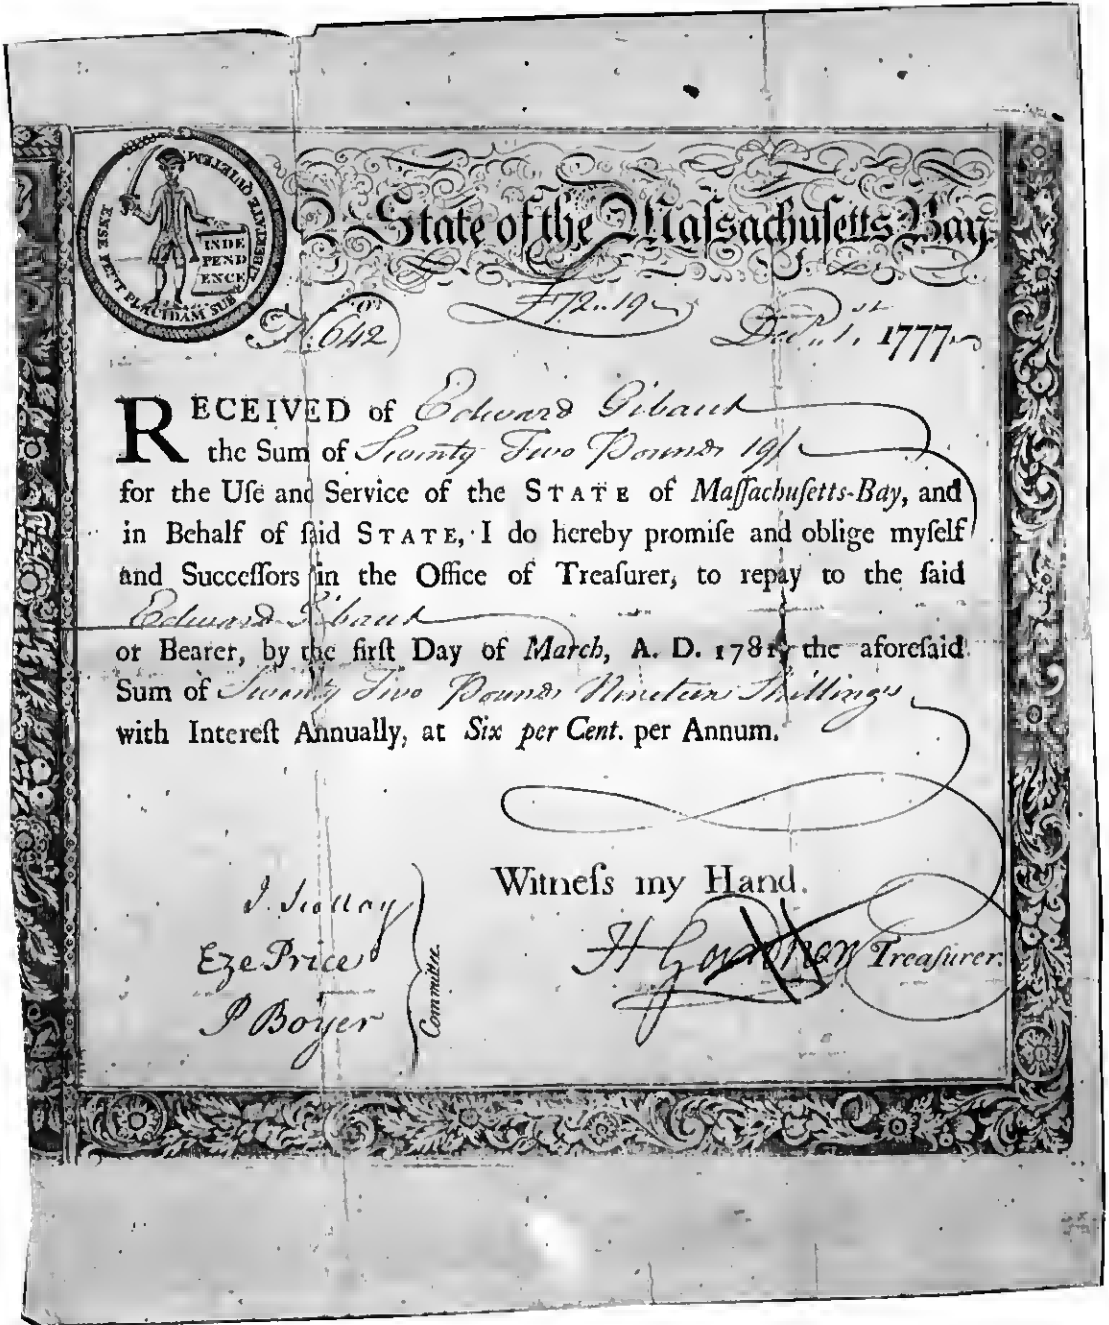 ENSE PETIT PLACIDAM SUB LIBERTATE QUIETEM
INDE
PEND
ENCE
State of the Maſsachuſetts Bay
N. 642 £72..19 Dec.r 1st. 1777
RECEIVED of Edward Gibaud
the Sum of Seventy Two Pounds 19/
for the Uſe and Service of the STATE of Maſſachuſetts-Bay, and
in Behalf of ſaid STATE, I do hereby promiſe and oblige myſelf
and Succeſſors in the Office of Treaſurer, to repay to the ſaid
Edward Gibaud
or Bearer, by the firſt Day of March, A. D. 1781, the aforeſaid
Sum of Seventy Two Pounds Nineteen Shillings
with Intereſt Annually, at Six per Cent. per Annum.
Witneſs my Hand.
J. Scollay
Eze Price
P Boyer
Committee.
H Gardner Treaſurer.